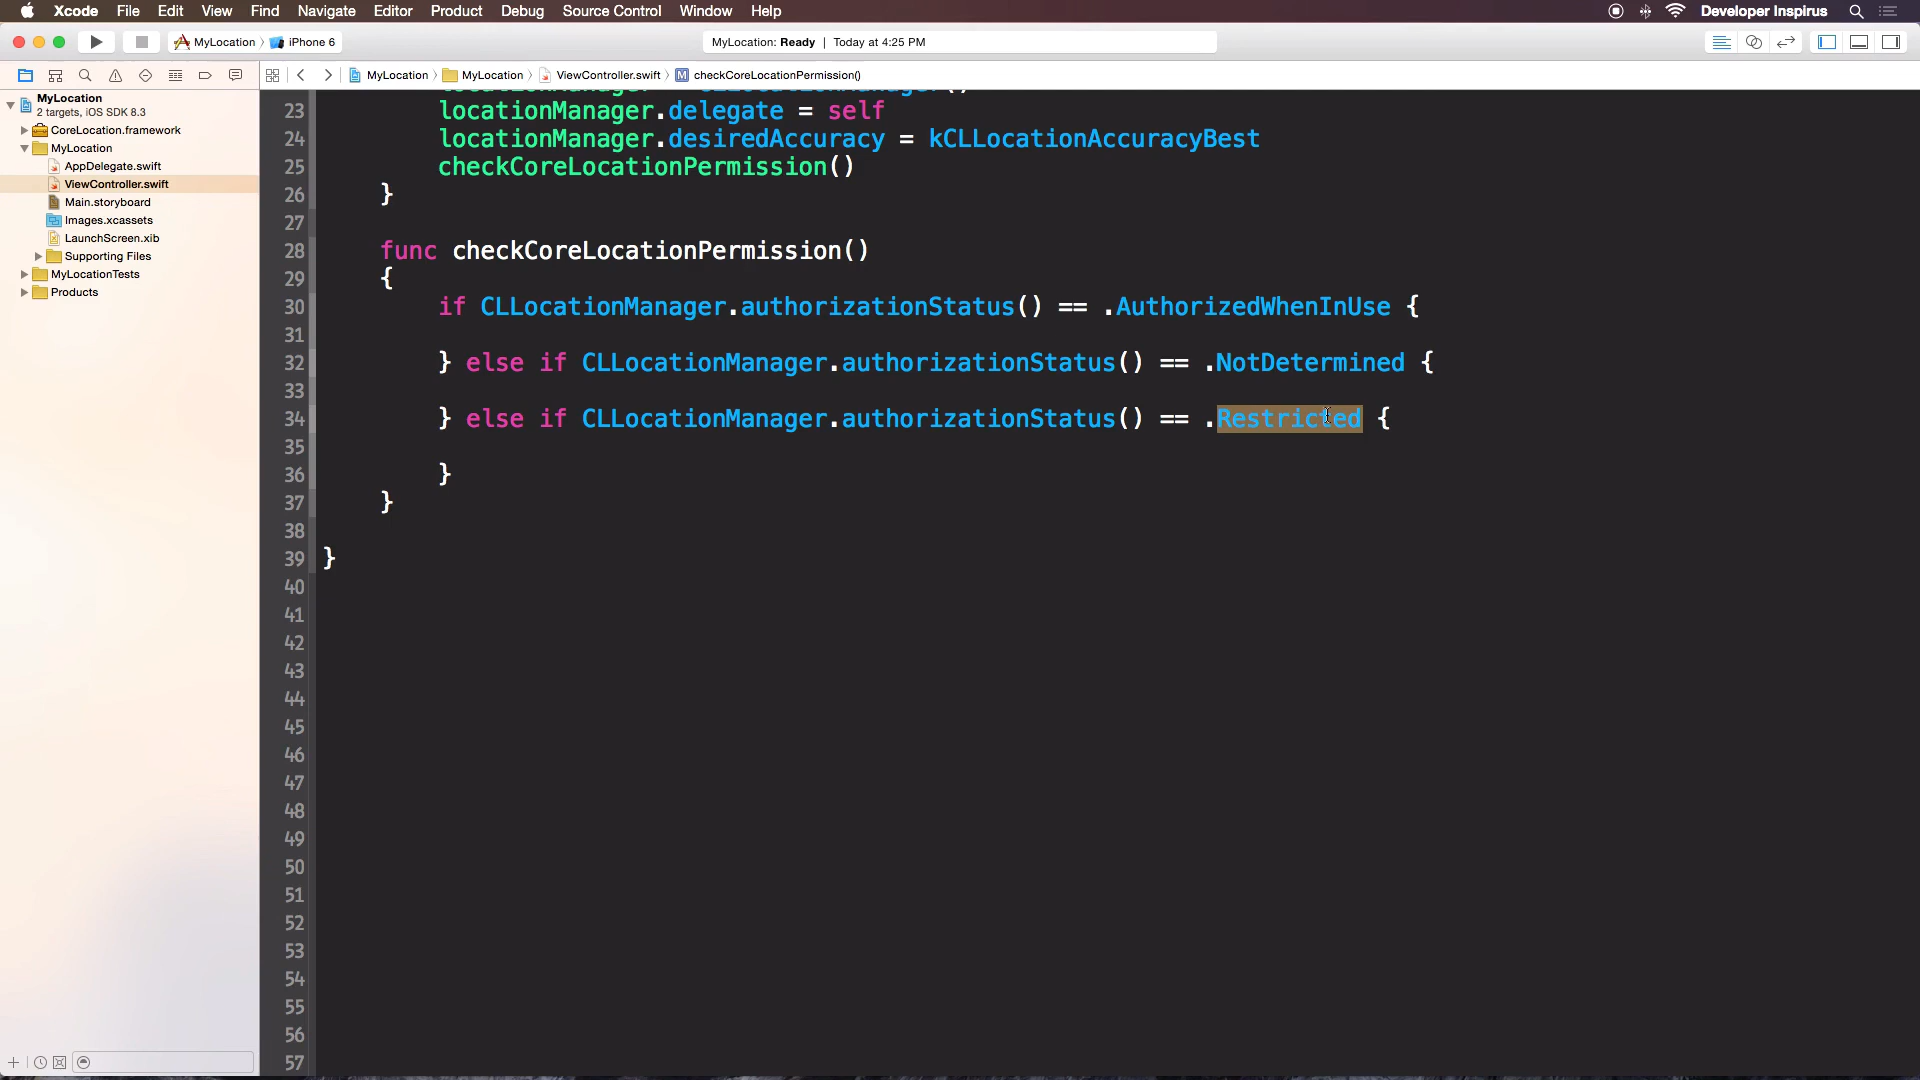 Xcode File Edit View Find Navigate Editor Product Debug Source Control Window Help Developer Inspirus
MyLocation iPhone 6 MyLocation: Ready | Today at 4:25 PM
MyLocation MyLocation ViewController.swift M checkCoreLocationPermission()
MyLocation
2 targets, iOS SDK 8.3
CoreLocation.framework
MyLocation
AppDelegate.swift
ViewController.swift
Main.storyboard
Images.xcassets
LaunchScreen.xib
Supporting Files
MyLocationTests
Products
23 locationManager.delegate = self
24 locationManager.desiredAccuracy = kCLLocationAccuracyBest
25 checkCoreLocationPermission()
26 }
27
28 func checkCoreLocationPermission()
29 {
30 if CLLocationManager.authorizationStatus() == .AuthorizedWhenInUse {
31
32 } else if CLLocationManager.authorizationStatus() == .NotDetermined {
33
34 } else if CLLocationManager.authorizationStatus() == .Restricted {
35
36 }
37 }
38
39 }
40
41
42
43
44
45
46
47
48
49
50
51
52
53
54
55
56
57